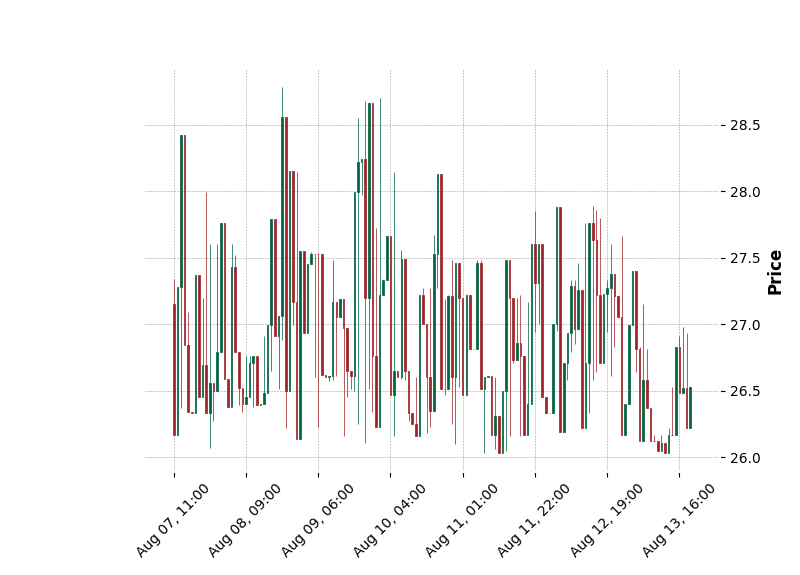 28.5
28.0
27.5
27.0
26.5
26.0
Price
Aug 07, 11:00
Aug 08, 09:00
Aug 09, 06:00
Aug 10, 04:00
Aug 11, 01:00
Aug 11, 22:00
Aug 12, 19:00
Aug 13, 16:00